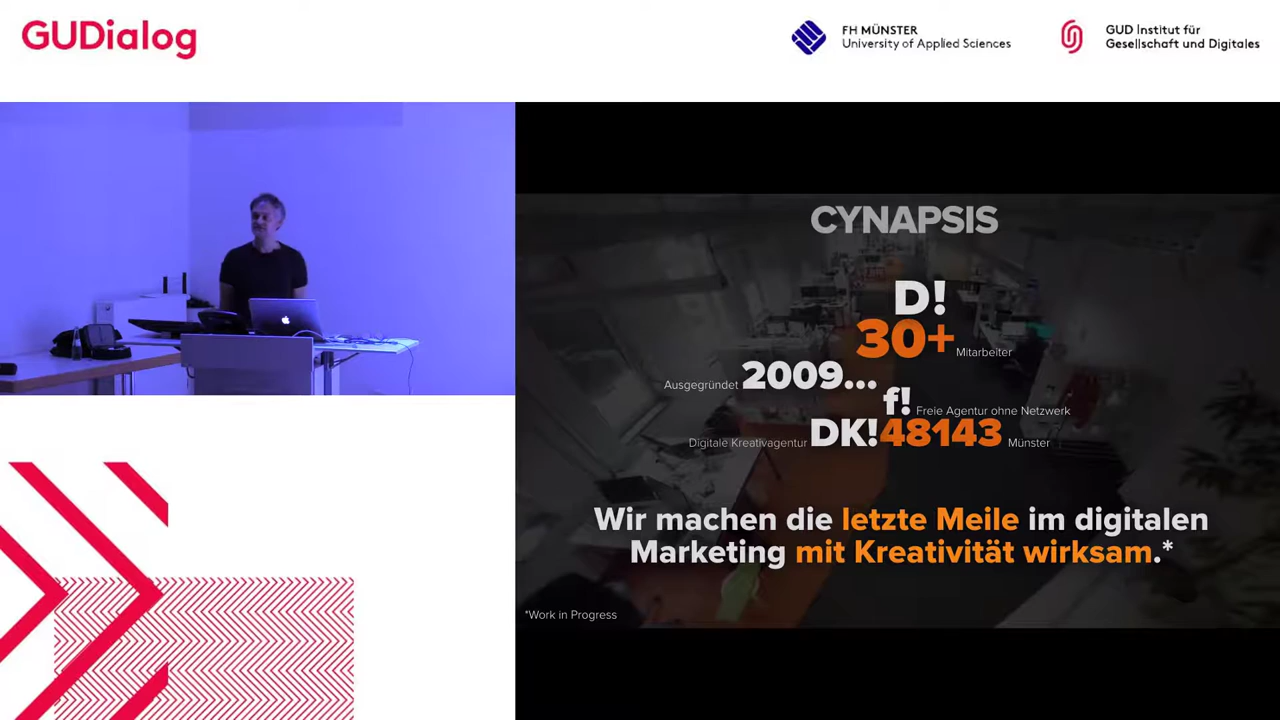 GUDialog
FH MÜNSTER
University of Applied Sciences
GUD Institut für
Gesellschaft und Digitales
CYNAPSIS
D!
30+ Mitarbeiter
Ausgegründet 2009...
f! Freie Agentur ohne Netzwerk
Digitale Kreativagentur DK!48143 Münster
Wir machen die letzte Meile im digitalen
Marketing mit Kreativität wirksam.*
*Work in Progress